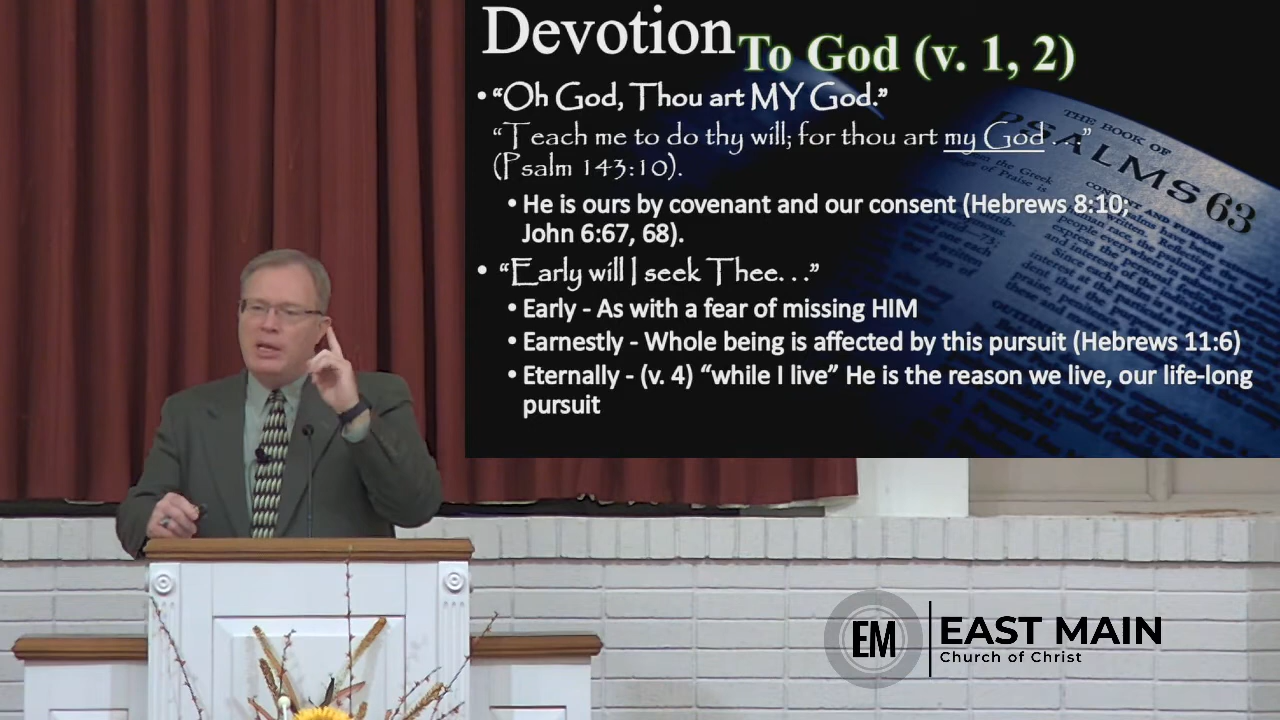 Devotion To God (v. 1, 2)
• “Oh God, Thou art MY God.”
“Teach me to do thy will; for thou art my God . . .”
(Psalm 143:10).
• He is ours by covenant and our consent (Hebrews 8:10;
John 6:67, 68).
• “Early will I seek Thee. . .”
• Early - As with a fear of missing HIM
• Earnestly - Whole being is affected by this pursuit (Hebrews 11:6)
• Eternally - (v. 4) “while I live” He is the reason we live, our life-long
pursuit
THE BOOK OF
PSALMS 63
EM
EAST MAIN
Church of Christ